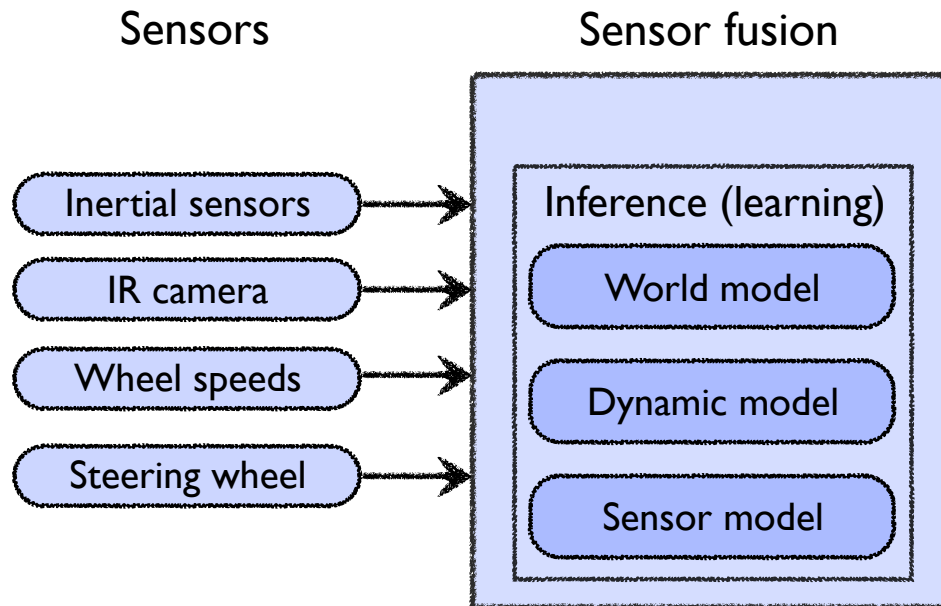 Sensors
Sensor fusion
Inertial sensors
IR camera
Wheel speeds
Steering wheel
Inference (learning)
World model
Dynamic model
Sensor model